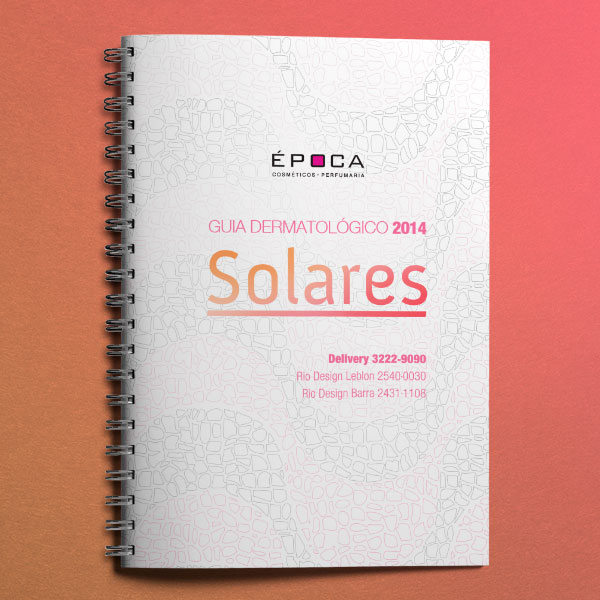 ÉPOCA
COSMÉTICOS · PERFUMARIA
GUIA DERMATOLÓGICO 2014
Solares
Delivery 3222-9090
Rio Design Leblon 2540-0030
Rio Design Barra 2431-1108